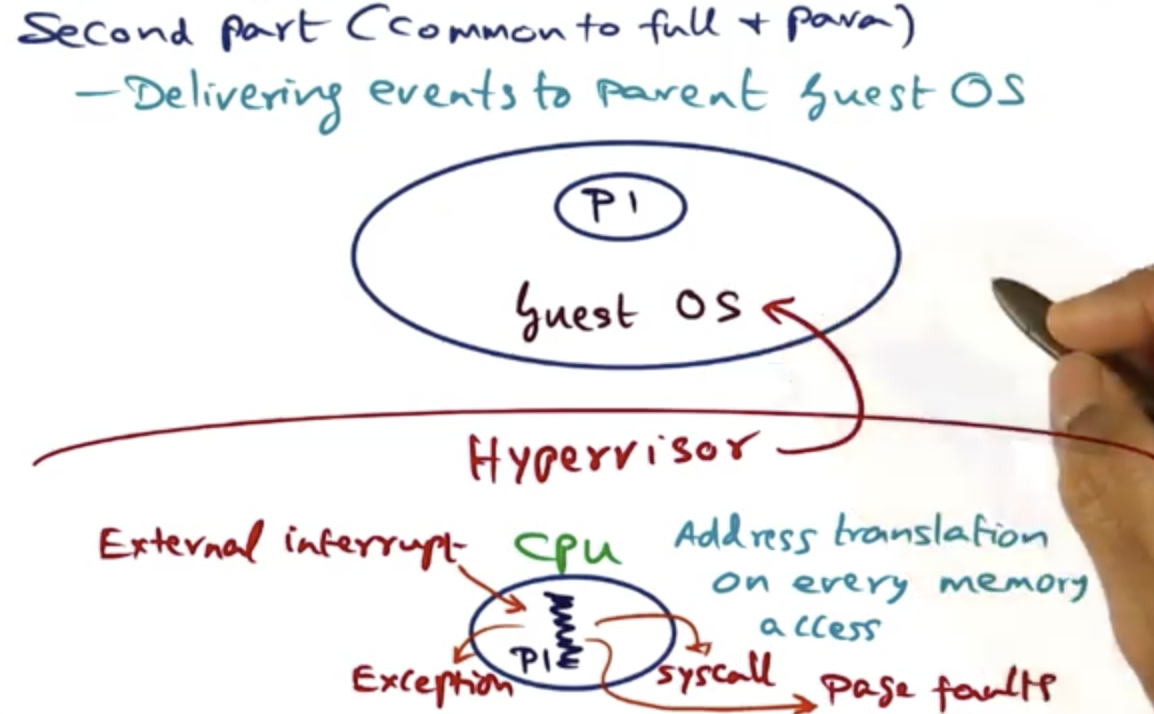 Second part (Common to full + para)
— Delivering events to parent guest OS
P1
Guest OS
Hypervisor
External interrupt
CPU
Address translation
on every memory
access
P1
Exception
syscall
page faults